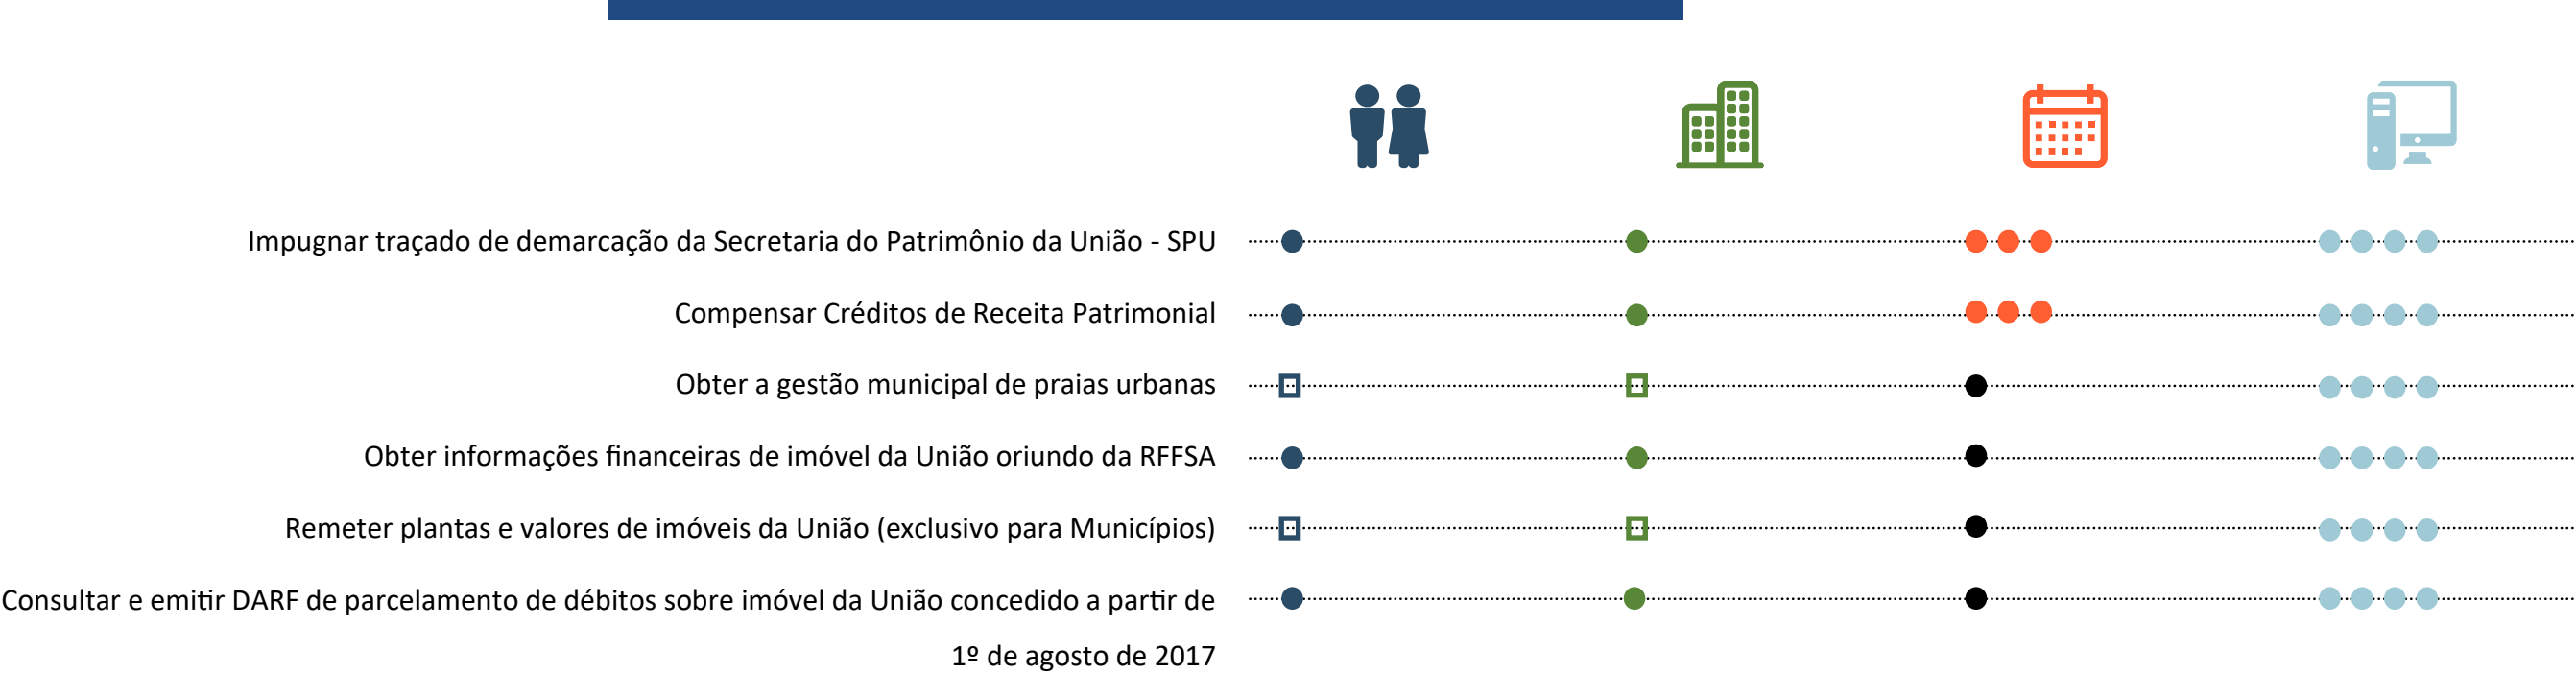 Impugnar traçado de demarcação da Secretaria do Patrimônio da União - SPU
Compensar Créditos de Receita Patrimonial
Obter a gestão municipal de praias urbanas
Obter informações financeiras de imóvel da União oriundo da RFFSA
Remeter plantas e valores de imóveis da União (exclusivo para Municípios)
Consultar e emitir DARF de parcelamento de débitos sobre imóvel da União concedido a partir de
1º de agosto de 2017